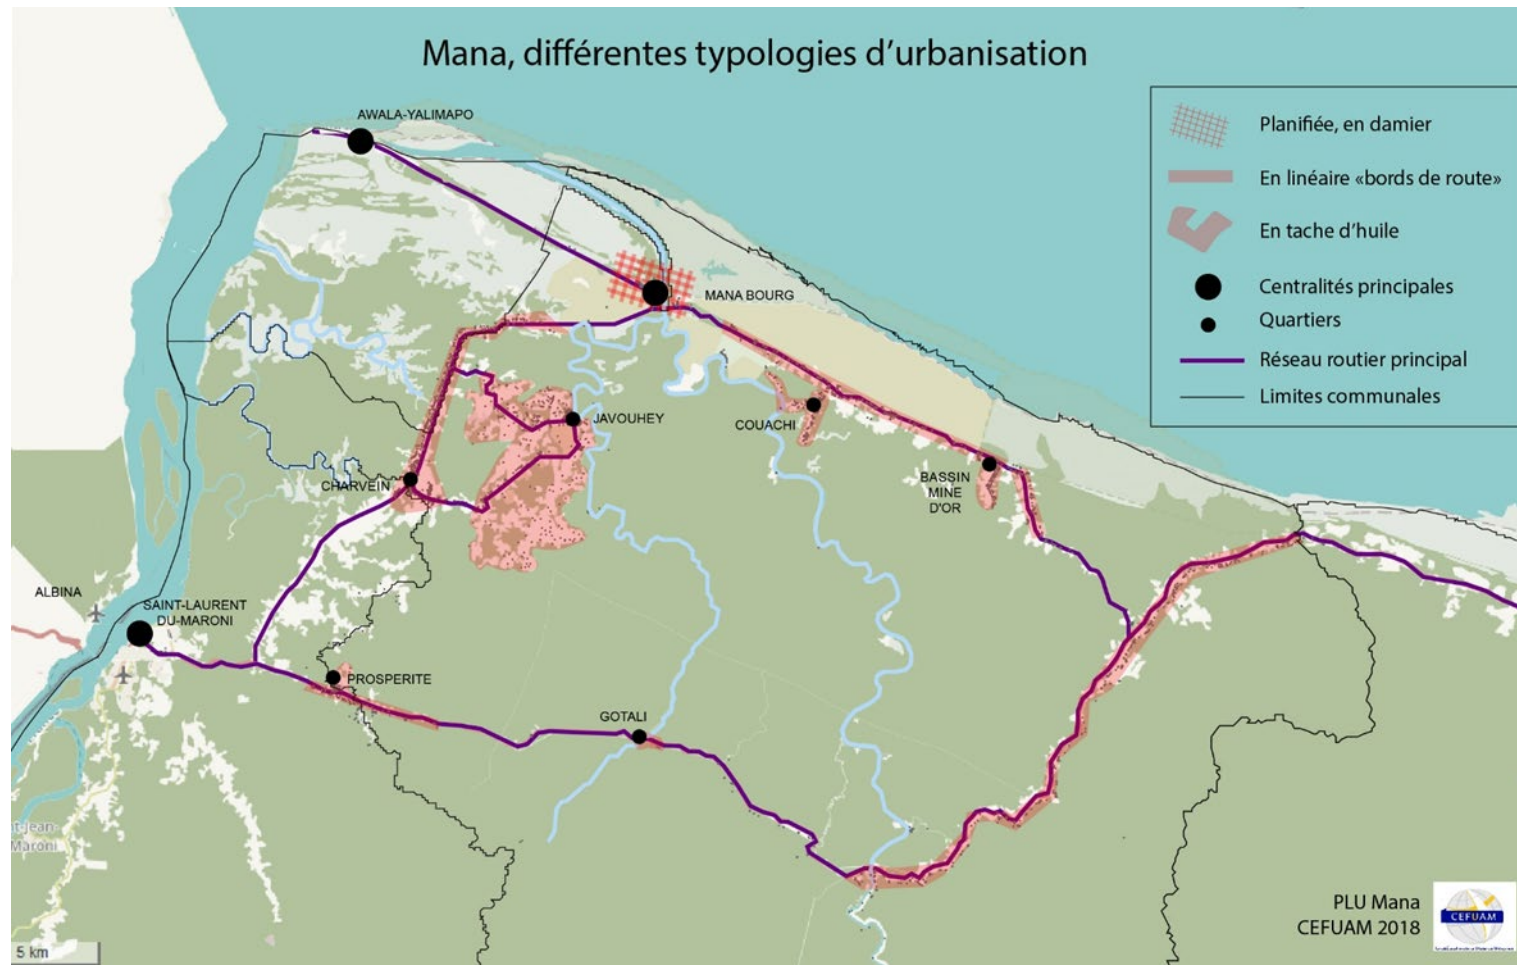 Mana, différentes typologies d'urbanisation
Planifiée, en damier
En linéaire «bords de route»
En tache d'huile
Centralités principales
Quartiers
Réseau routier principal
Limites communales
AWALA-YALIMAPO
MANA BOURG
JAVOUHEY
COUACHI
CHARVEIN
BASSIN
MINE
D'OR
ALBINA
SAINT-LAURENT
DU-MARONI
PROSPERITE
GOTALI
t-Jean-
Maroni
5 km
PLU Mana
CEFUAM 2018
CEFUAM